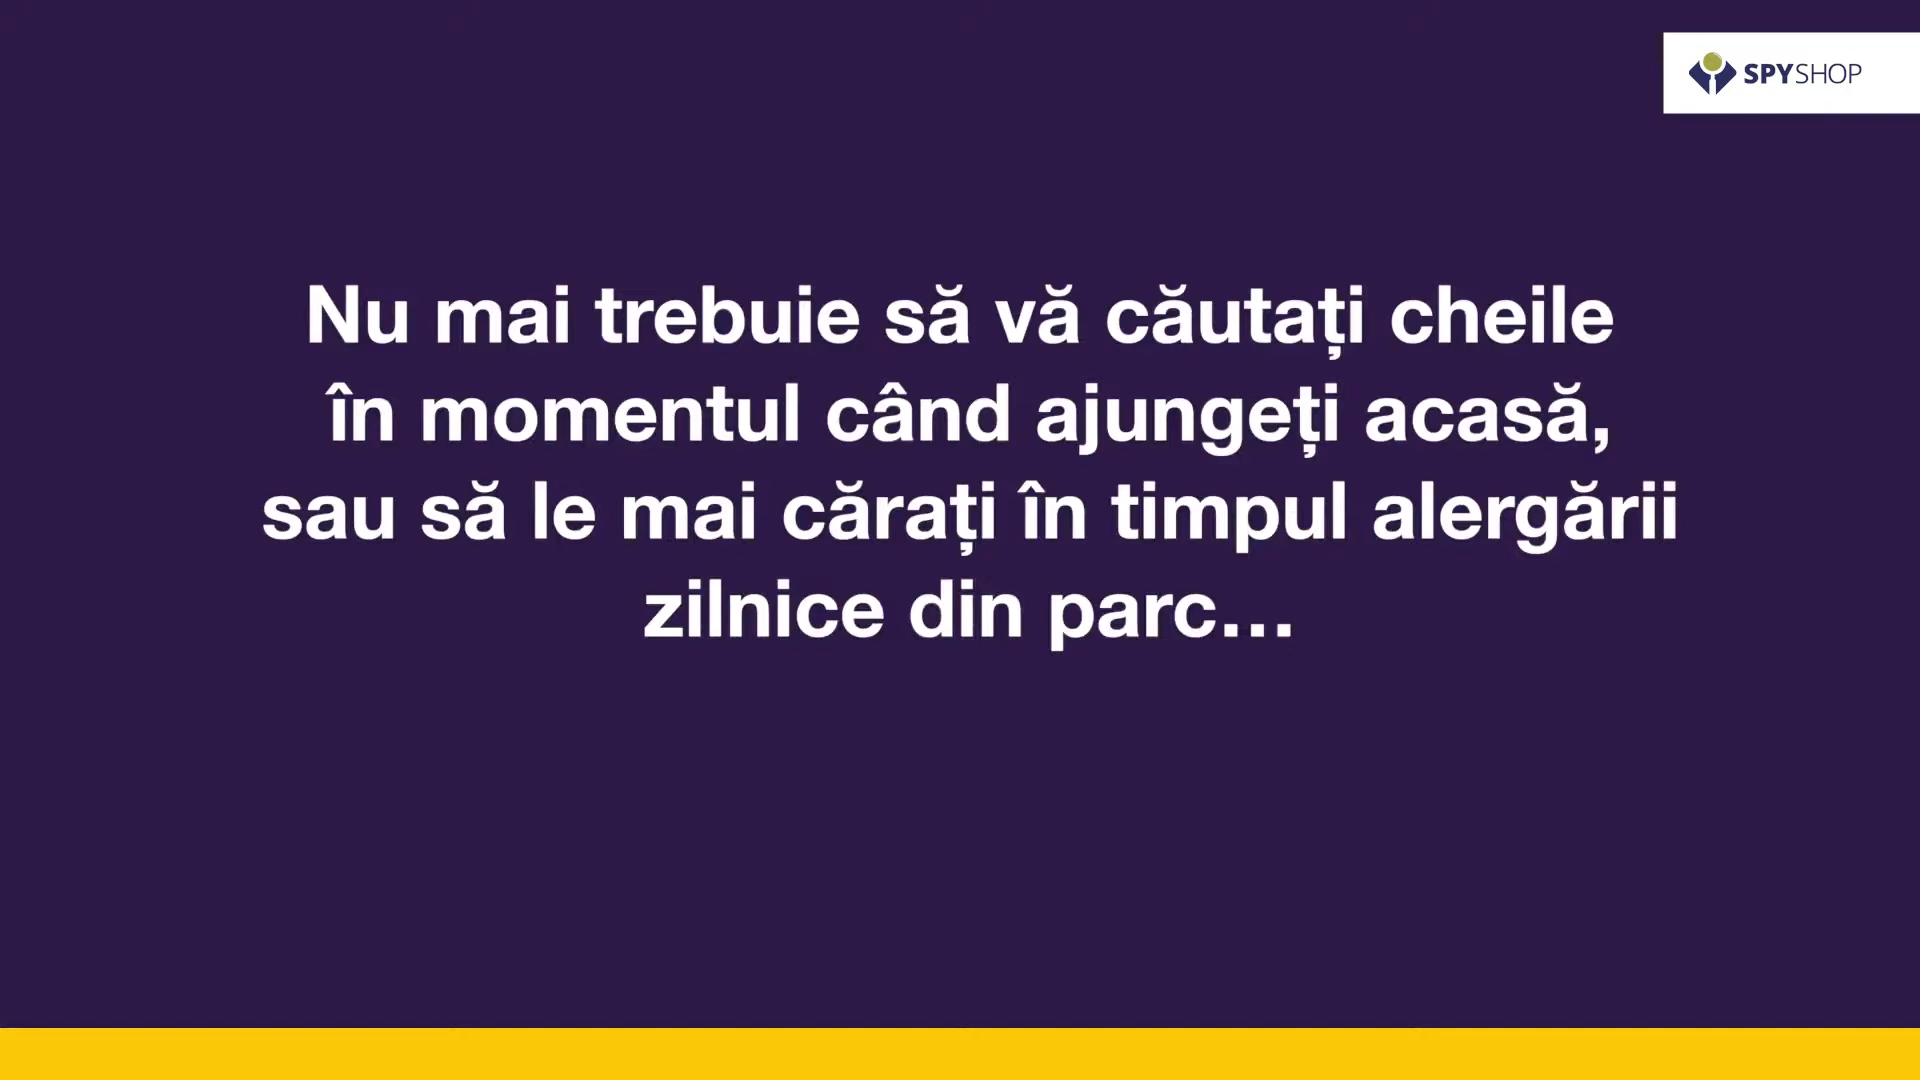 SPYSHOP
Nu mai trebuie să vă căutați cheile
în momentul când ajungeți acasă,
sau să le mai cărați în timpul alergării
zilnice din parc...